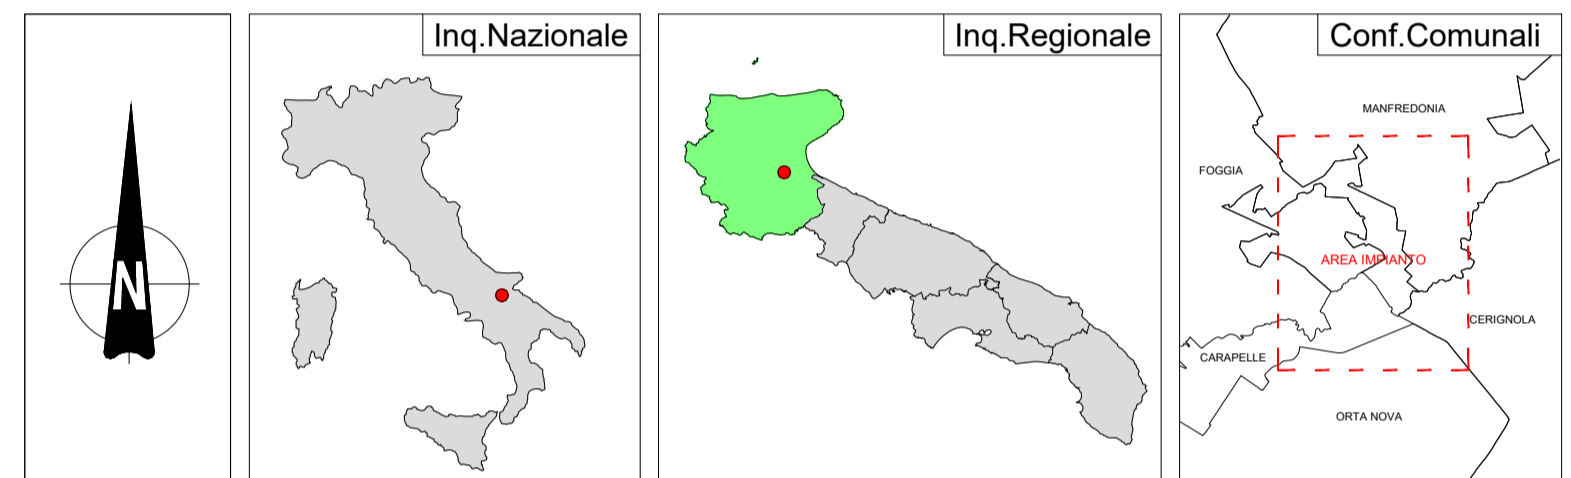 N
Inq.Nazionale
Inq.Regionale
Conf.Comunali
MANFREDONIA
FOGGIA
AREA IMPIANTO
CERIGNOLA
CARAPELLE
ORTA NOVA